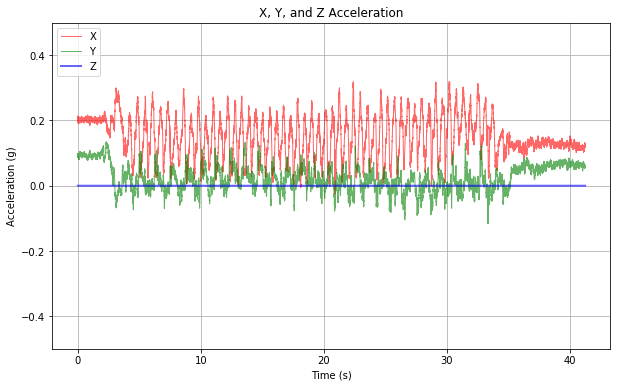 X, Y, and Z Acceleration
X
Y
Z
0.4
0.2
0.0
−0.2
−0.4
Acceleration (g)
0
10
20
30
40
Time (s)